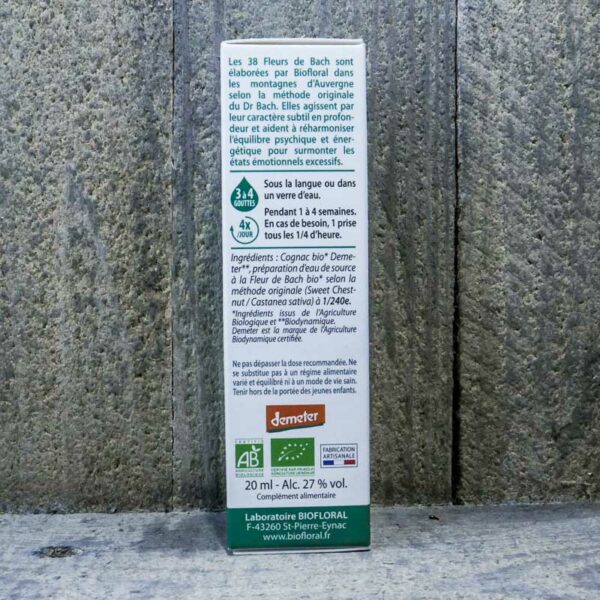 Les 38 Fleurs de Bach sont
élaborées par Biofloral dans
les montagnes d'Auvergne
selon la méthode originale
du Dr Bach. Elles agissent par
leur caractère subtil en profon-
deur et aident à réharmoniser
l'équilibre psychique et éner-
gétique pour surmonter les
états émotionnels excessifs.
3 à 4
GOUTTES
Sous la langue ou dans
un verre d'eau.
4x
/JOUR
Pendant 1 à 4 semaines.
En cas de besoin, 1 prise
tous les 1/4 d'heure.
Ingrédients : Cognac bio* Deme-
ter**, préparation d'eau de source
à la Fleur de Bach bio* selon la
méthode originale (Sweet Chest-
nut / Castanea sativa) à 1/240e.
*Ingrédients issus de l'Agriculture
Biologique et **Biodynamique.
Demeter est la marque de l'Agriculture
Biodynamique certifiée.
Ne pas dépasser la dose recommandée. Ne
se substitue pas à un régime alimentaire
varié et équilibré ni à un mode de vie sain.
Tenir hors de la portée des jeunes enfants.
demeter
AB
AGRICULTURE
BIOLOGIQUE
FABRICATION
ARTISANALE
20 ml - Alc. 27 % vol.
Complément alimentaire
Laboratoire BIOFLORAL
F-43260 St-Pierre-Eynac
www.biofloral.fr